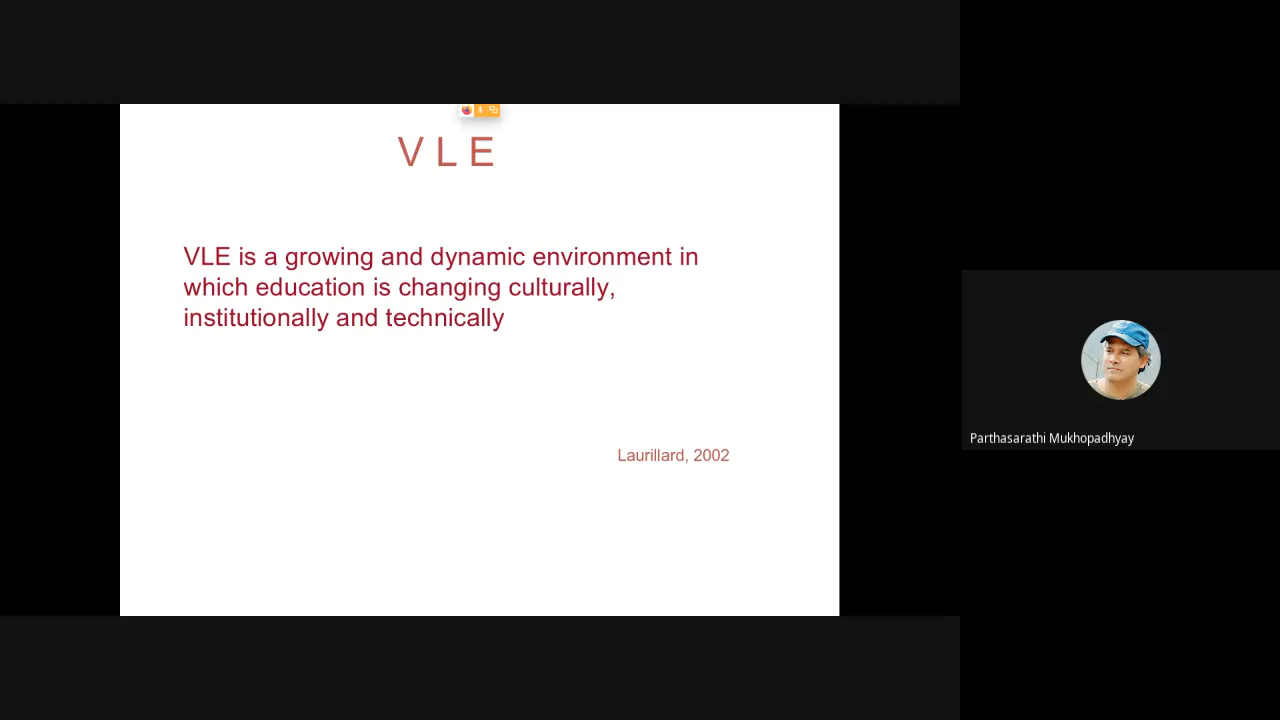 V L E
VLE is a growing and dynamic environment in
which education is changing culturally,
institutionally and technically
Laurillard, 2002
Parthasarathi Mukhopadhyay